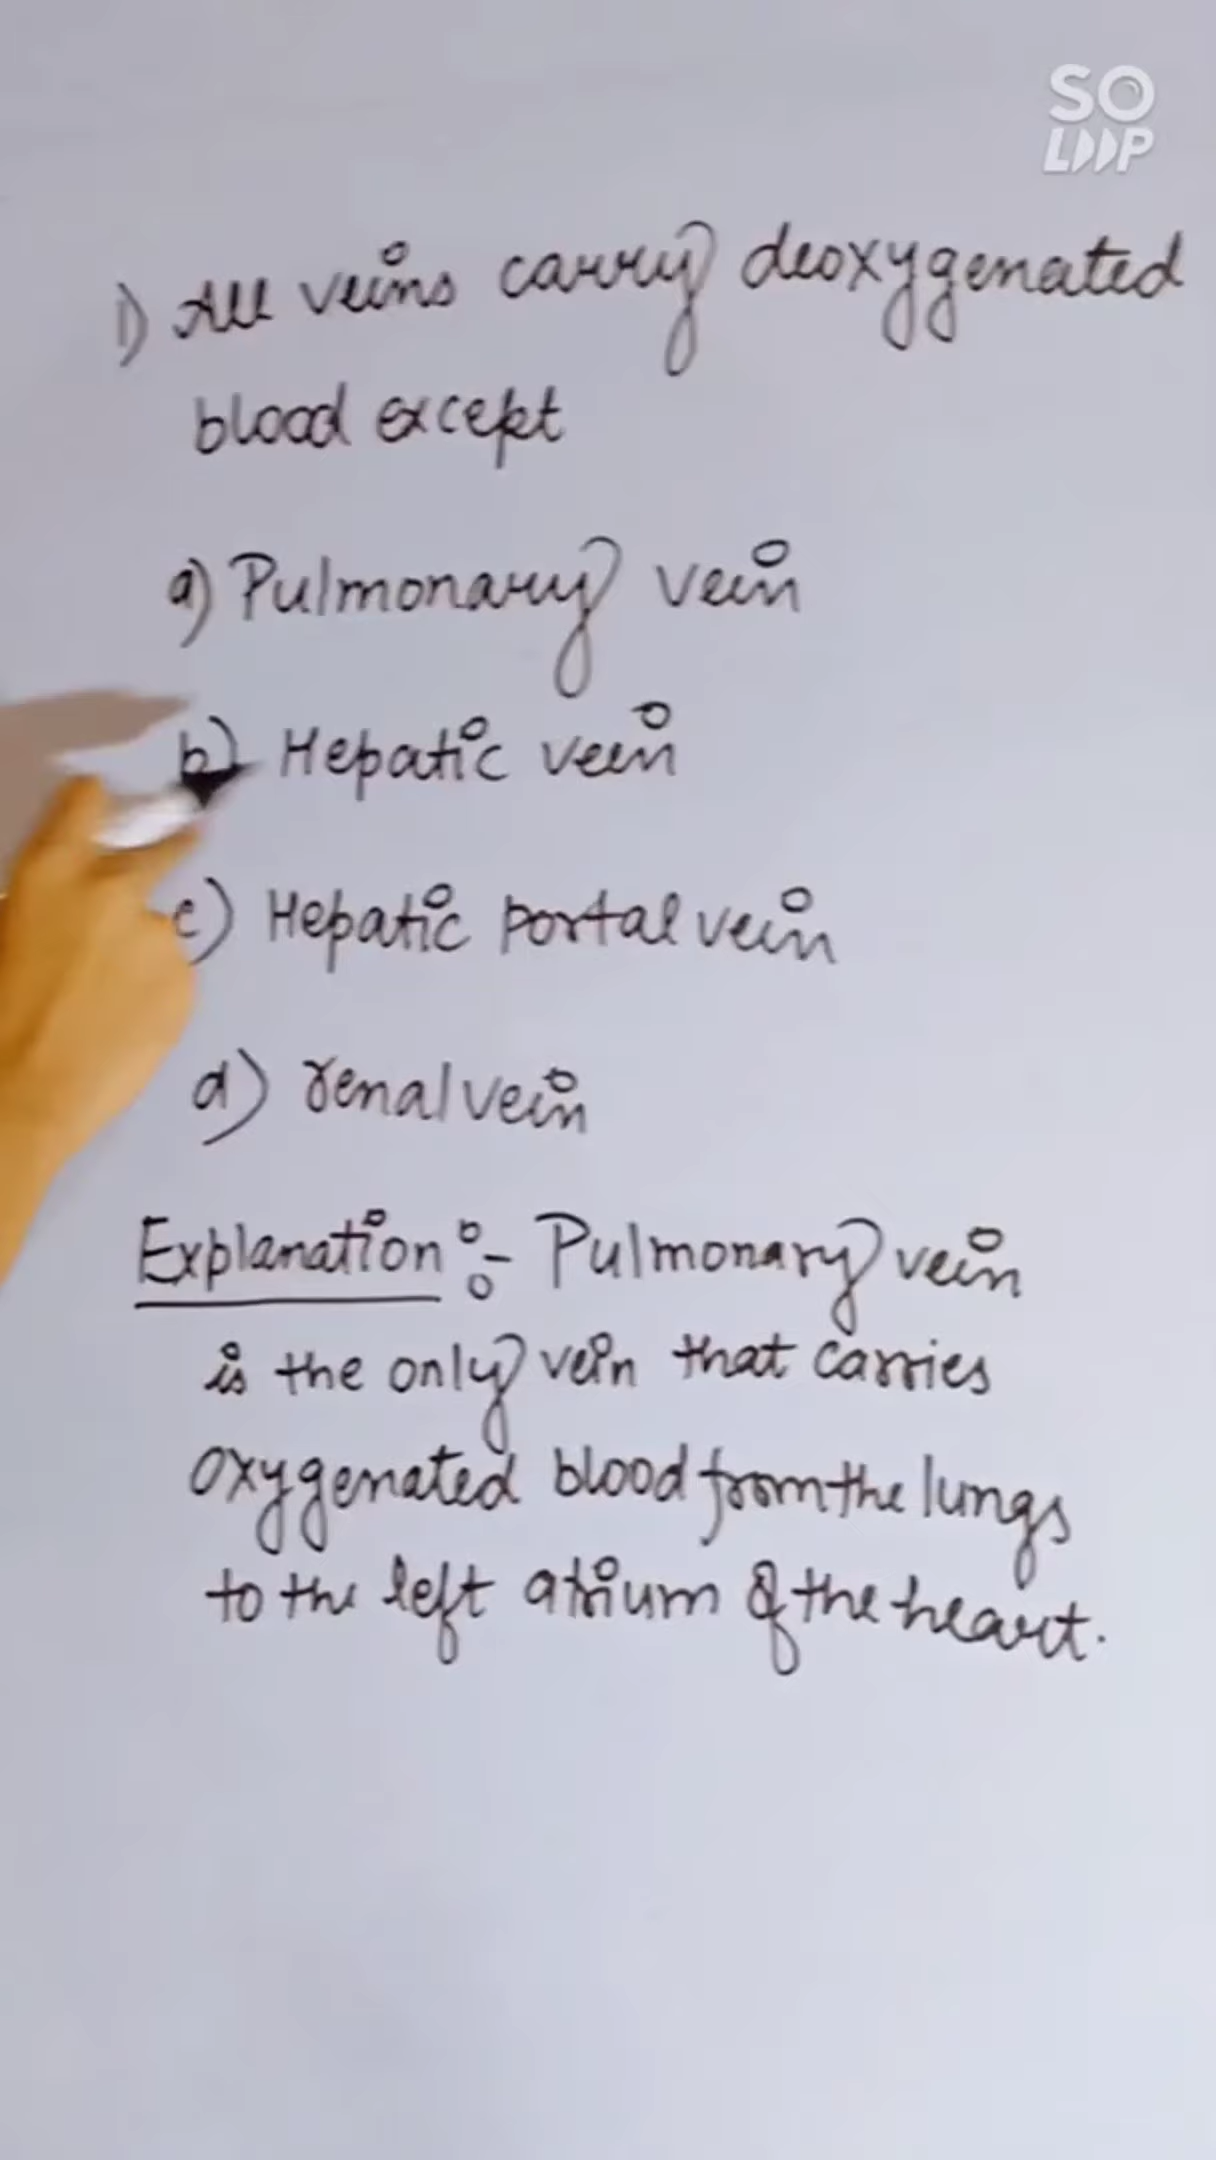 SO
LOOP
1) All veins carry deoxygenated
blood except
a) Pulmonary vein
b) Hepatic vein
c) Hepatic portal vein
d) renal vein
Explanation :- Pulmonary vein
is the only vein that carries
oxygenated blood from the lungs
to the left atrium of the heart.